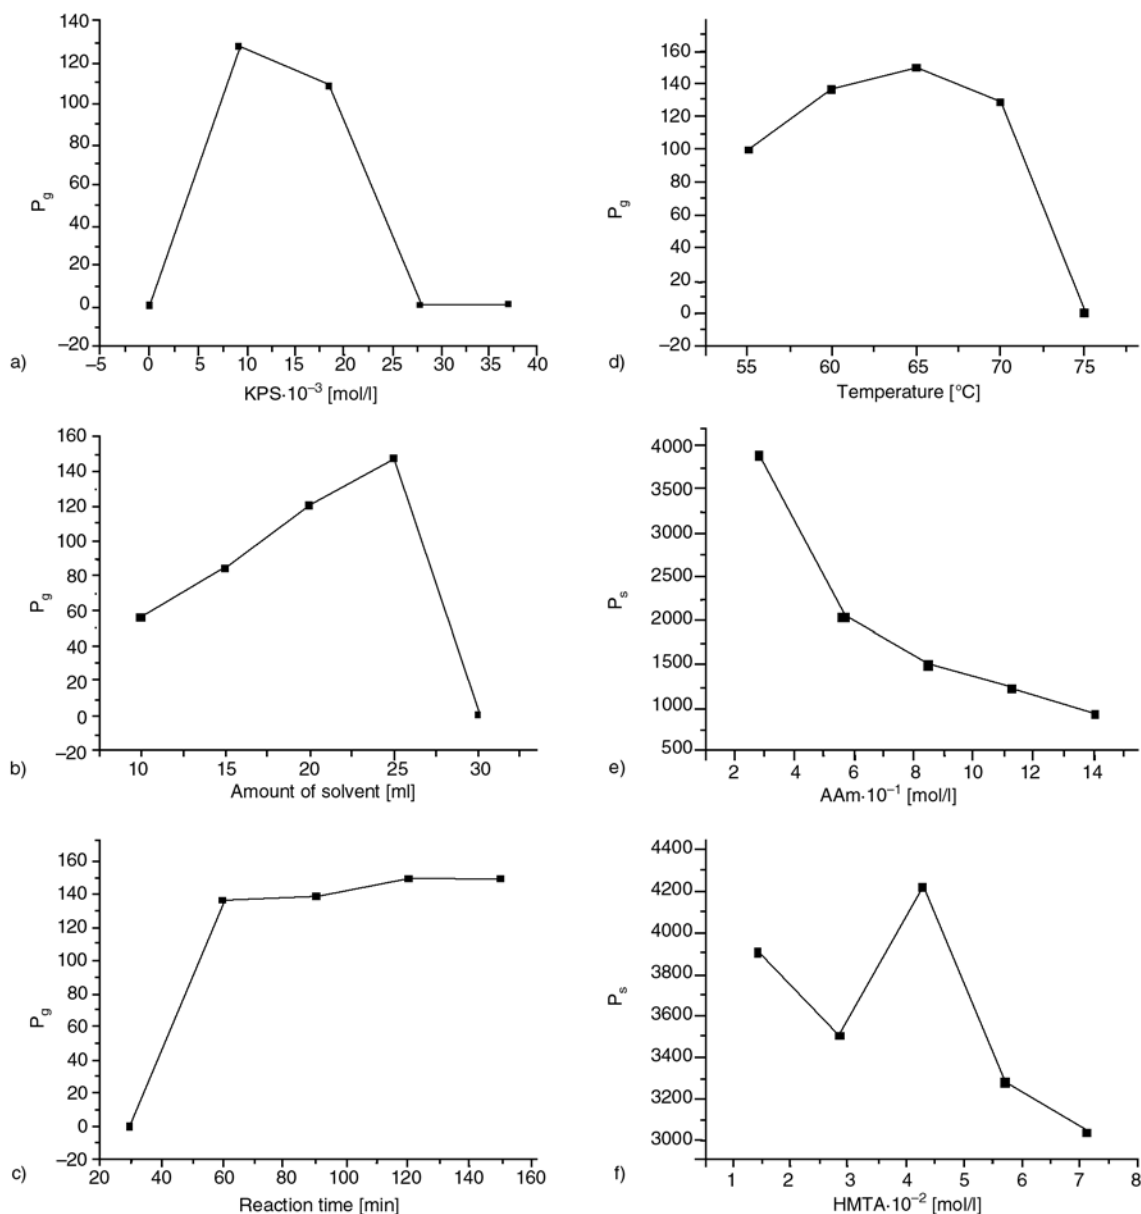 140
120
100
80
60
40
20
0
−20
P_g
−5 0 5 10 15 20 25 30 35 40
KPS·10⁻³ [mol/l]
a)
160
140
120
100
80
60
40
20
0
−20
P_g
55 60 65 70 75
Temperature [°C]
d)
160
140
120
100
80
60
40
20
0
−20
P_g
10 15 20 25 30
Amount of solvent [ml]
b)
4000
3500
3000
2500
2000
1500
1000
500
P_s
2 4 6 8 10 12 14
AAm·10⁻¹ [mol/l]
e)
160
140
120
100
80
60
40
20
0
−20
P_g
20 40 60 80 100 120 140 160
Reaction time [min]
c)
4400
4200
4000
3800
3600
3400
3200
3000
P_s
1 2 3 4 5 6 7 8
HMTA·10⁻² [mol/l]
f)